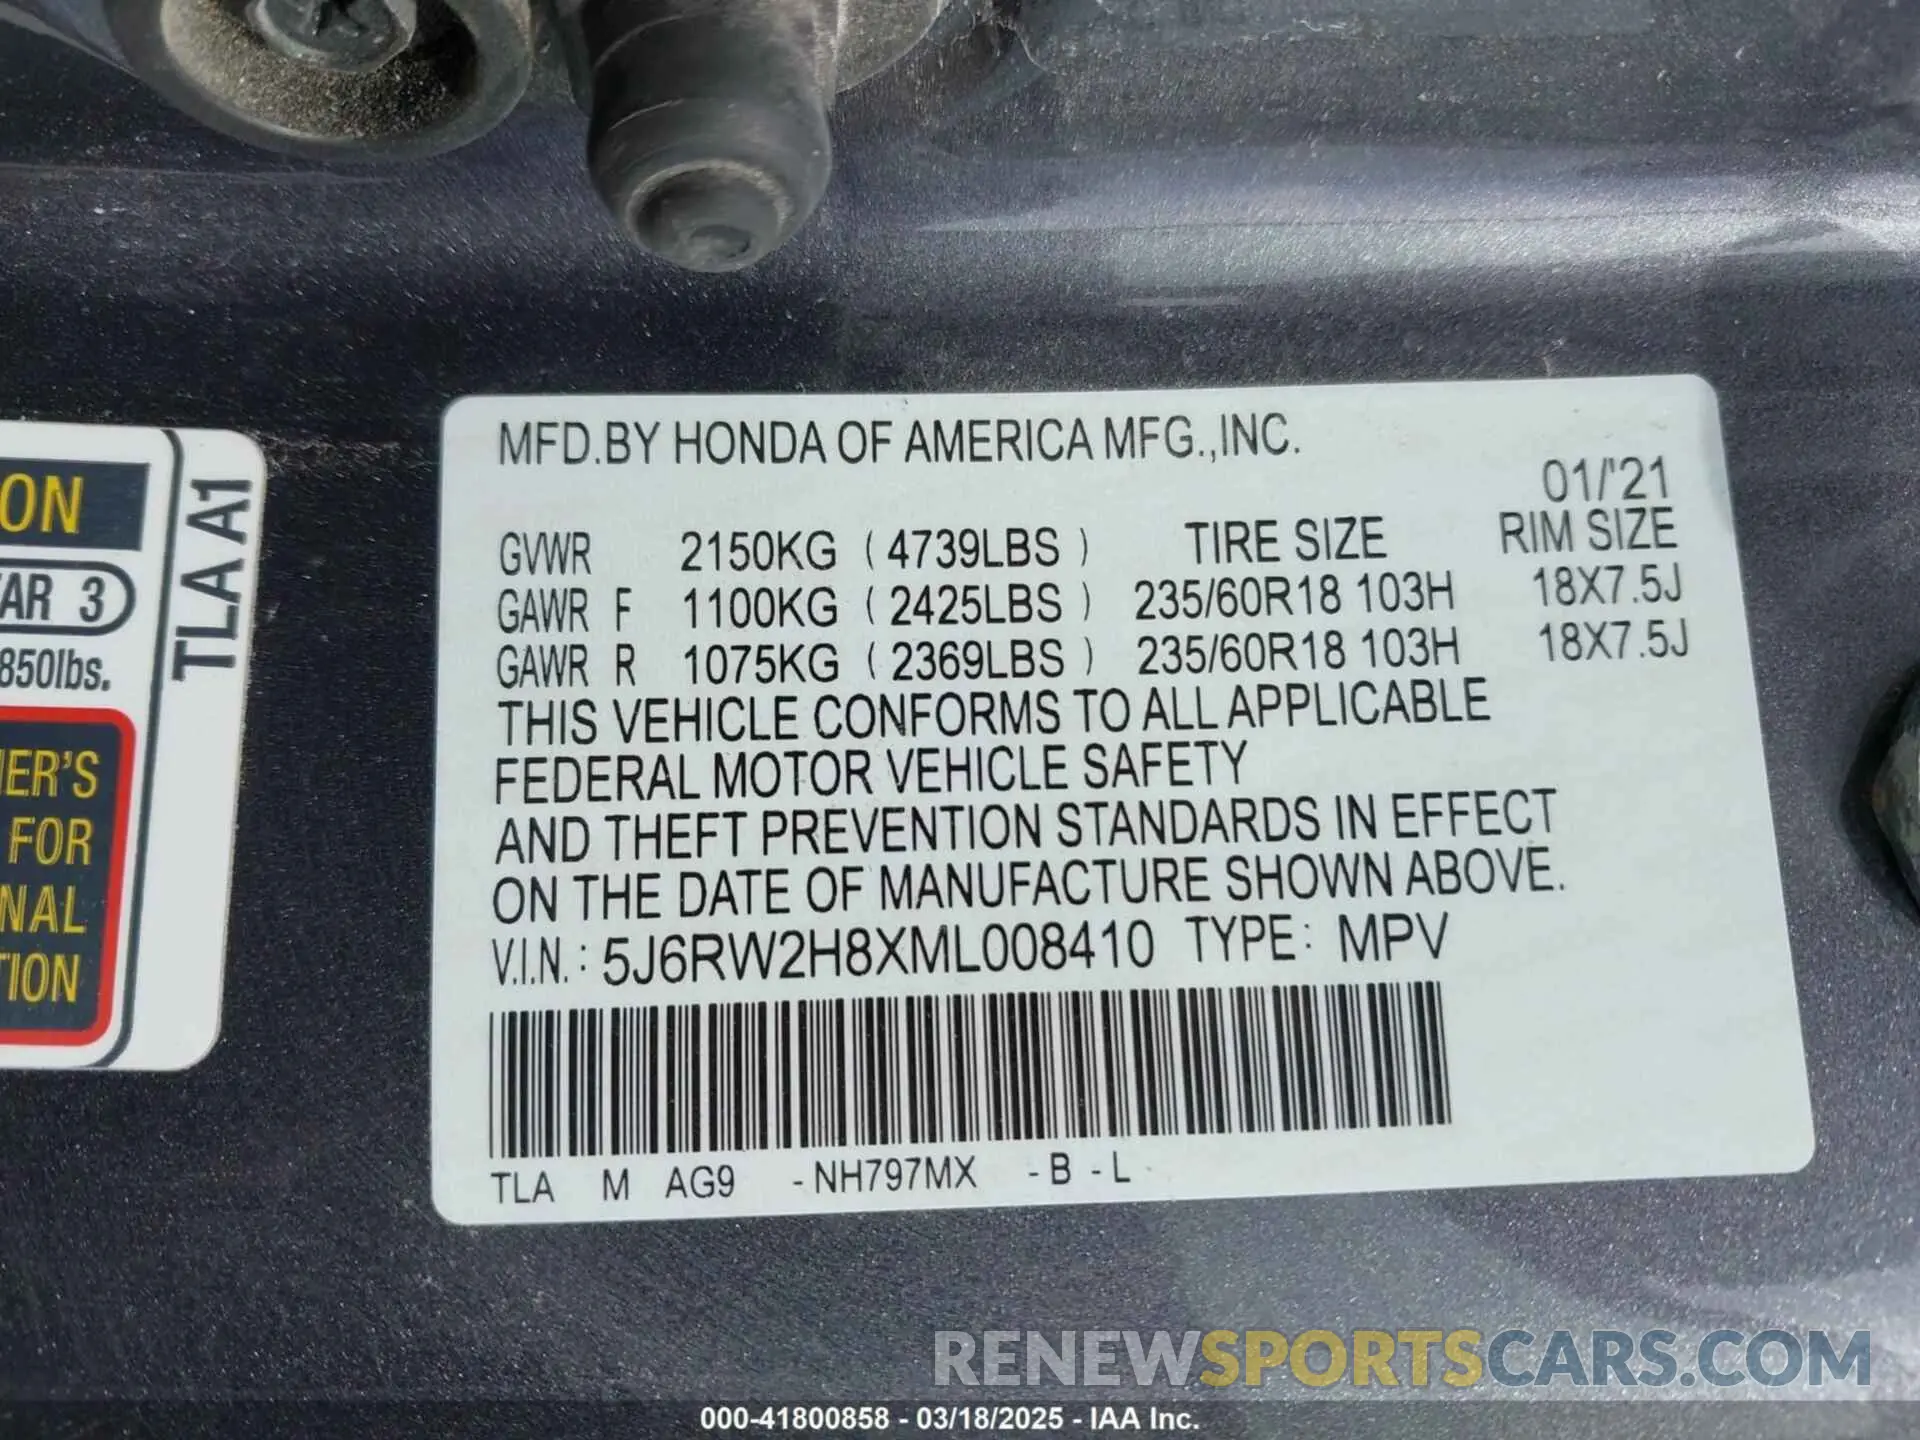 ON
AR 3
850lbs.
ER'S
FOR
NAL
TION
TLA A1
MFD.BY HONDA OF AMERICA MFG.,INC.
01/'21
GVWR 2150KG ( 4739LBS ) TIRE SIZE RIM SIZE
GAWR F 1100KG ( 2425LBS ) 235/60R18 103H 18X7.5J
GAWR R 1075KG ( 2369LBS ) 235/60R18 103H 18X7.5J
THIS VEHICLE CONFORMS TO ALL APPLICABLE
FEDERAL MOTOR VEHICLE SAFETY
AND THEFT PREVENTION STANDARDS IN EFFECT
ON THE DATE OF MANUFACTURE SHOWN ABOVE.
V.I.N.: 5J6RW2H8XML008410 TYPE: MPV
TLA M AG9 -NH797MX -B -L
RENEWSPORTSCARS.COM
000-41800858 - 03/18/2025 - IAA Inc.